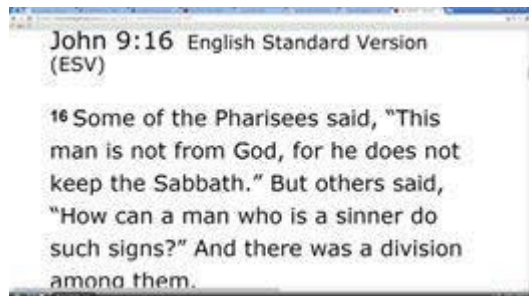 John 9:16 English Standard Version
(ESV)
16 Some of the Pharisees said, “This
man is not from God, for he does not
keep the Sabbath.” But others said,
“How can a man who is a sinner do
such signs?” And there was a division
among them.